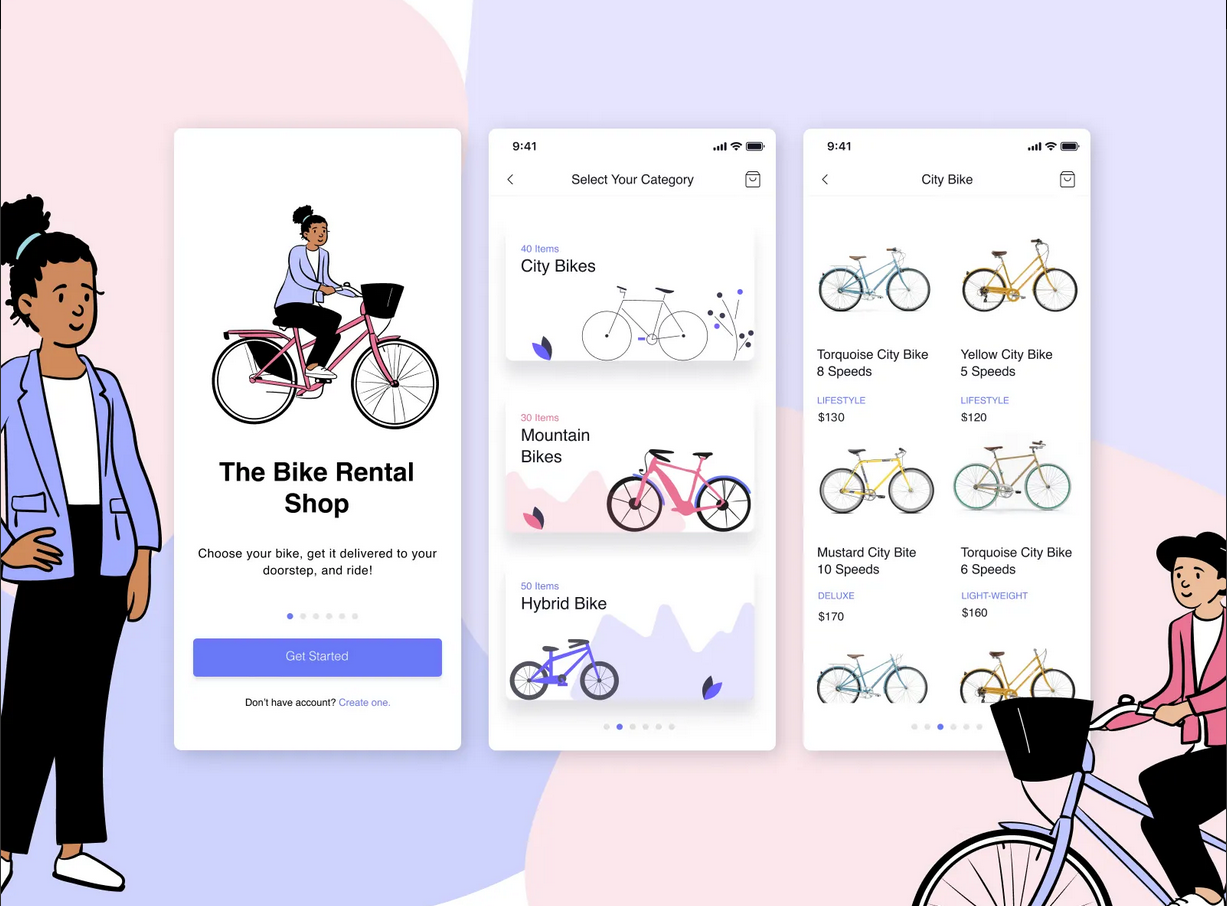 The Bike Rental
Shop
Choose your bike, get it delivered to your
doorstep, and ride!
Get Started
Don't have account? Create one.
9:41
Select Your Category
40 Items
City Bikes
30 Items
Mountain
Bikes
50 Items
Hybrid Bike
9:41
City Bike
Torquoise City Bike
8 Speeds
LIFESTYLE
$130
Yellow City Bike
5 Speeds
LIFESTYLE
$120
Mustard City Bite
10 Speeds
DELUXE
$170
Torquoise City Bike
6 Speeds
LIGHT-WEIGHT
$160